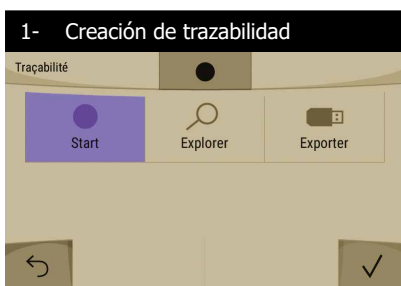 1- Creación de trazabilidad
Traçabilité
Start Explorer Exporter